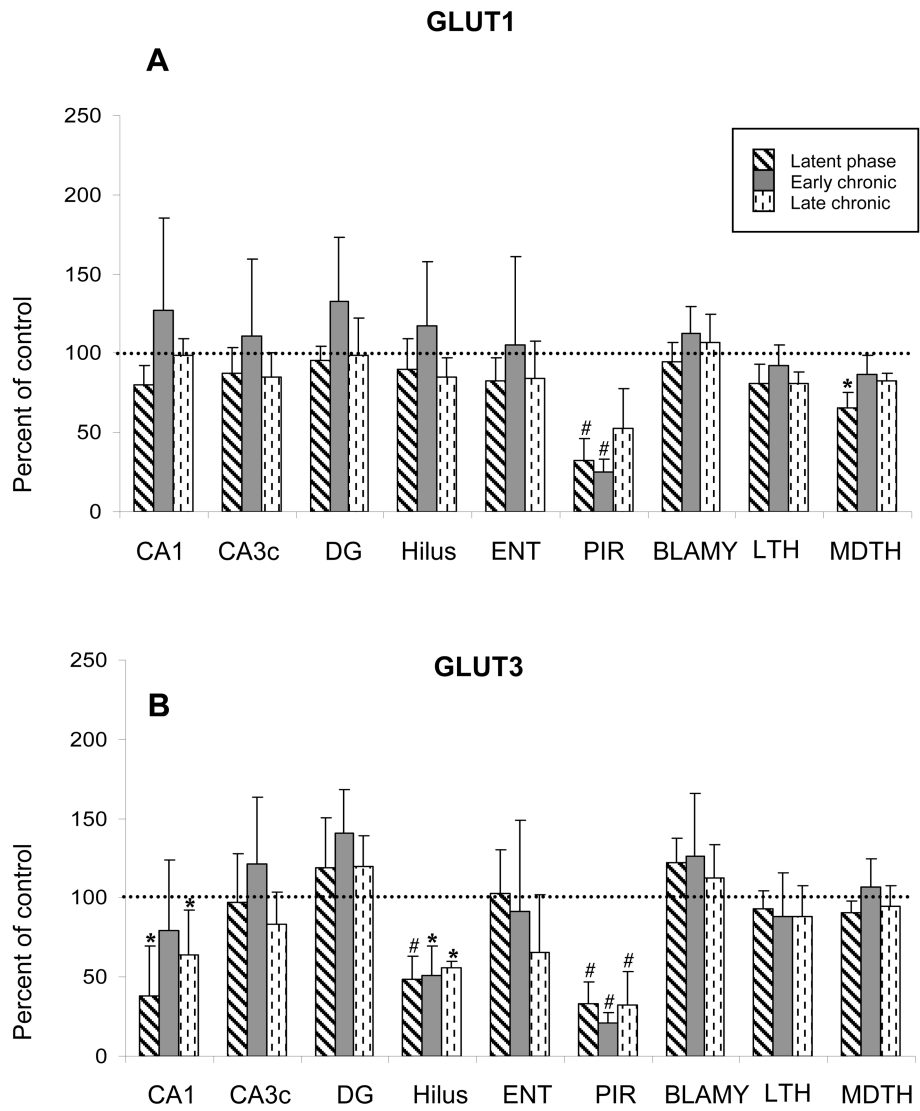 GLUT1
A
250
200
150
100
50
0
Percent of control
Latent phase
Early chronic
Late chronic
# #
*
CA1 CA3c DG Hilus ENT PIR BLAMY LTH MDTH
GLUT3
B
250
200
150
100
50
0
Percent of control
* *
# * *
# # #
CA1 CA3c DG Hilus ENT PIR BLAMY LTH MDTH